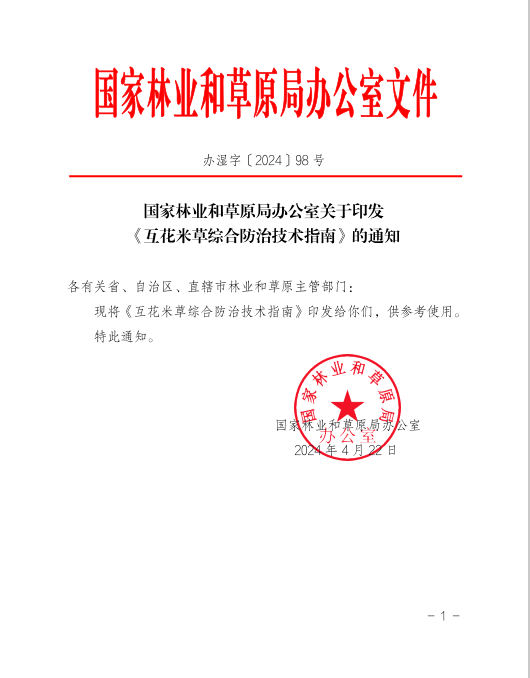 国家林业和草原局办公室文件
办湿字〔2024〕98 号
国家林业和草原局办公室关于印发
《互花米草综合防治技术指南》的通知
各有关省、自治区、直辖市林业和草原主管部门：
现将《互花米草综合防治技术指南》印发给你们，供参考使用。
特此通知。
国家林业和草原局
办公室
国家林业和草原局办公室
2024 年 4 月 22 日
— 1 —